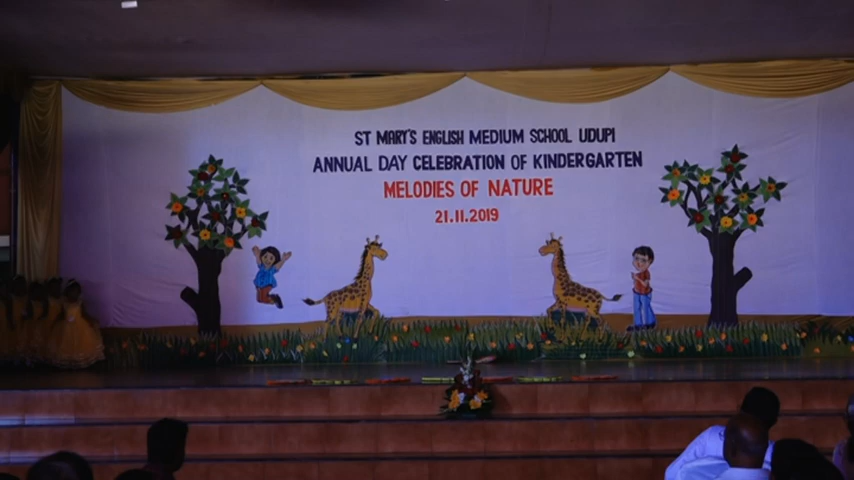 ST MARY'S ENGLISH MEDIUM SCHOOL UDUPI
ANNUAL DAY CELEBRATION OF KINDERGARTEN
MELODIES OF NATURE
21.11.2019